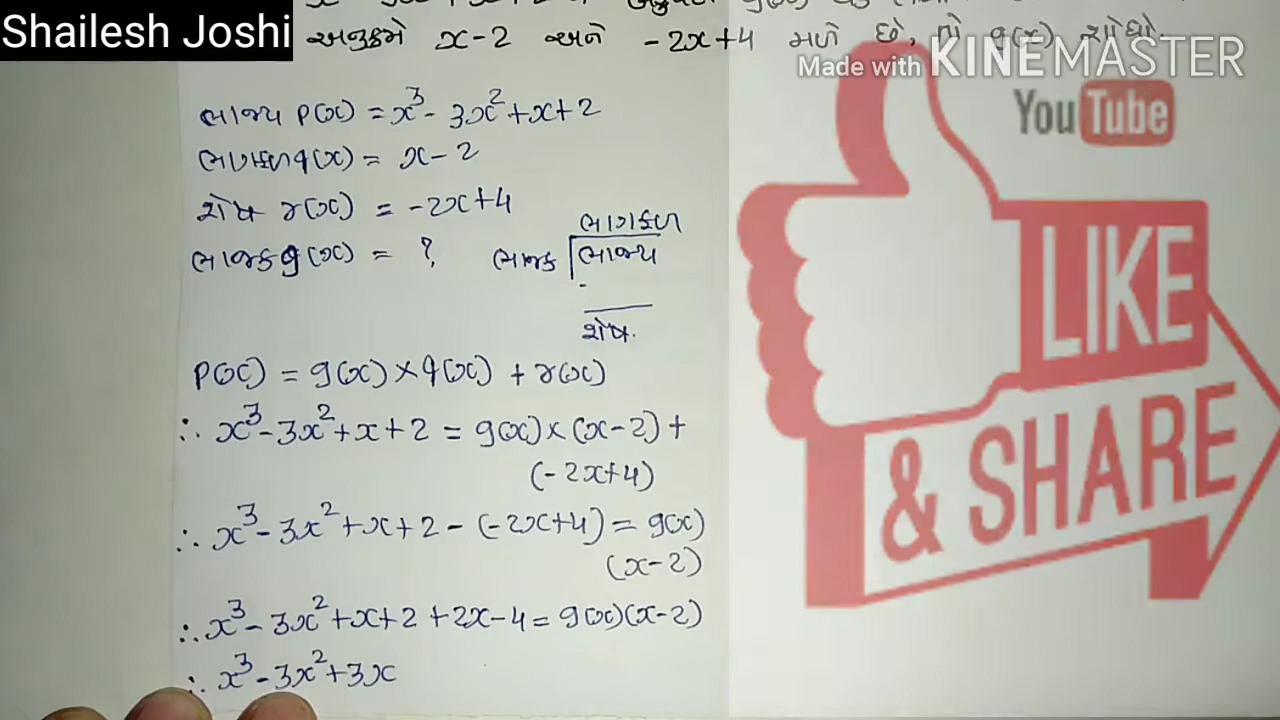 Shailesh Joshi
અનુક્રમે x-2 અને -2x+4 મળે છે, તો g(x) શોધો.
Made with KINEMASTER
YouTube
LIKE
& SHARE
ભાજ્ય P(x) = x³- 3x²+x+2
ભાગફળ q(x) = x-2
શેષ r(x) = -2x+4
ભાજક g(x) = ?
ભાગફળ
ભાજક ભાજ્ય
શેષ.
P(x) = g(x) × q(x) + r(x)
∴ x³-3x²+x+2 = g(x)×(x-2)+
(-2x+4)
∴ x³-3x²+x+2-(-2x+4) = g(x)
(x-2)
∴ x³-3x²+x+2+2x-4 = g(x)(x-2)
∴ x³-3x²+3x